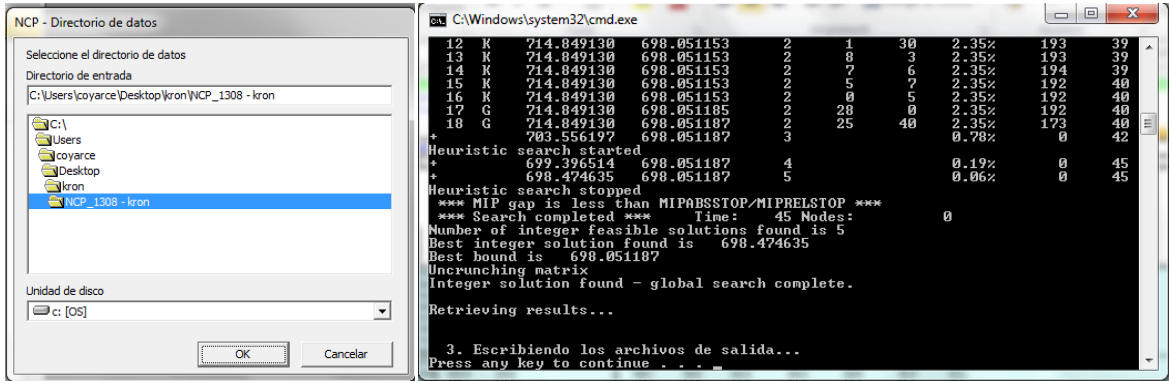 NCP - Directorio de datos
Seleccione el directorio de datos
Directorio de entrada
C:\Users\coyarce\Desktop\kron\NCP_1308 - kron
C:\
Users
coyarce
Desktop
kron
NCP_1308 - kron
Unidad de disco
c: [OS]
OK Cancelar
C:\Windows\system32\cmd.exe
12 K 714.849130 698.051153 2 1 30 2.35% 193 39
13 K 714.849130 698.051153 2 8 3 2.35% 193 39
14 K 714.849130 698.051153 2 7 6 2.35% 194 39
15 K 714.849130 698.051153 2 5 7 2.35% 192 40
16 K 714.849130 698.051153 2 0 5 2.35% 192 40
17 G 714.849130 698.051185 2 28 0 2.35% 192 40
18 G 714.849130 698.051187 2 25 40 2.35% 173 40
+ 703.556197 698.051187 3 0.78% 0 42
Heuristic search started
+ 699.396514 698.051187 4 0.19% 0 45
+ 698.474635 698.051187 5 0.06% 0 45
Heuristic search stopped
*** MIP gap is less than MIPABSSTOP/MIPRELSTOP ***
*** Search completed *** Time: 45 Nodes: 0
Number of integer feasible solutions found is 5
Best integer solution found is 698.474635
Best bound is 698.051187
Uncrunching matrix
Integer solution found - global search complete.
Retrieving results...
3. Escribiendo los archivos de salida...
Press any key to continue . . . _